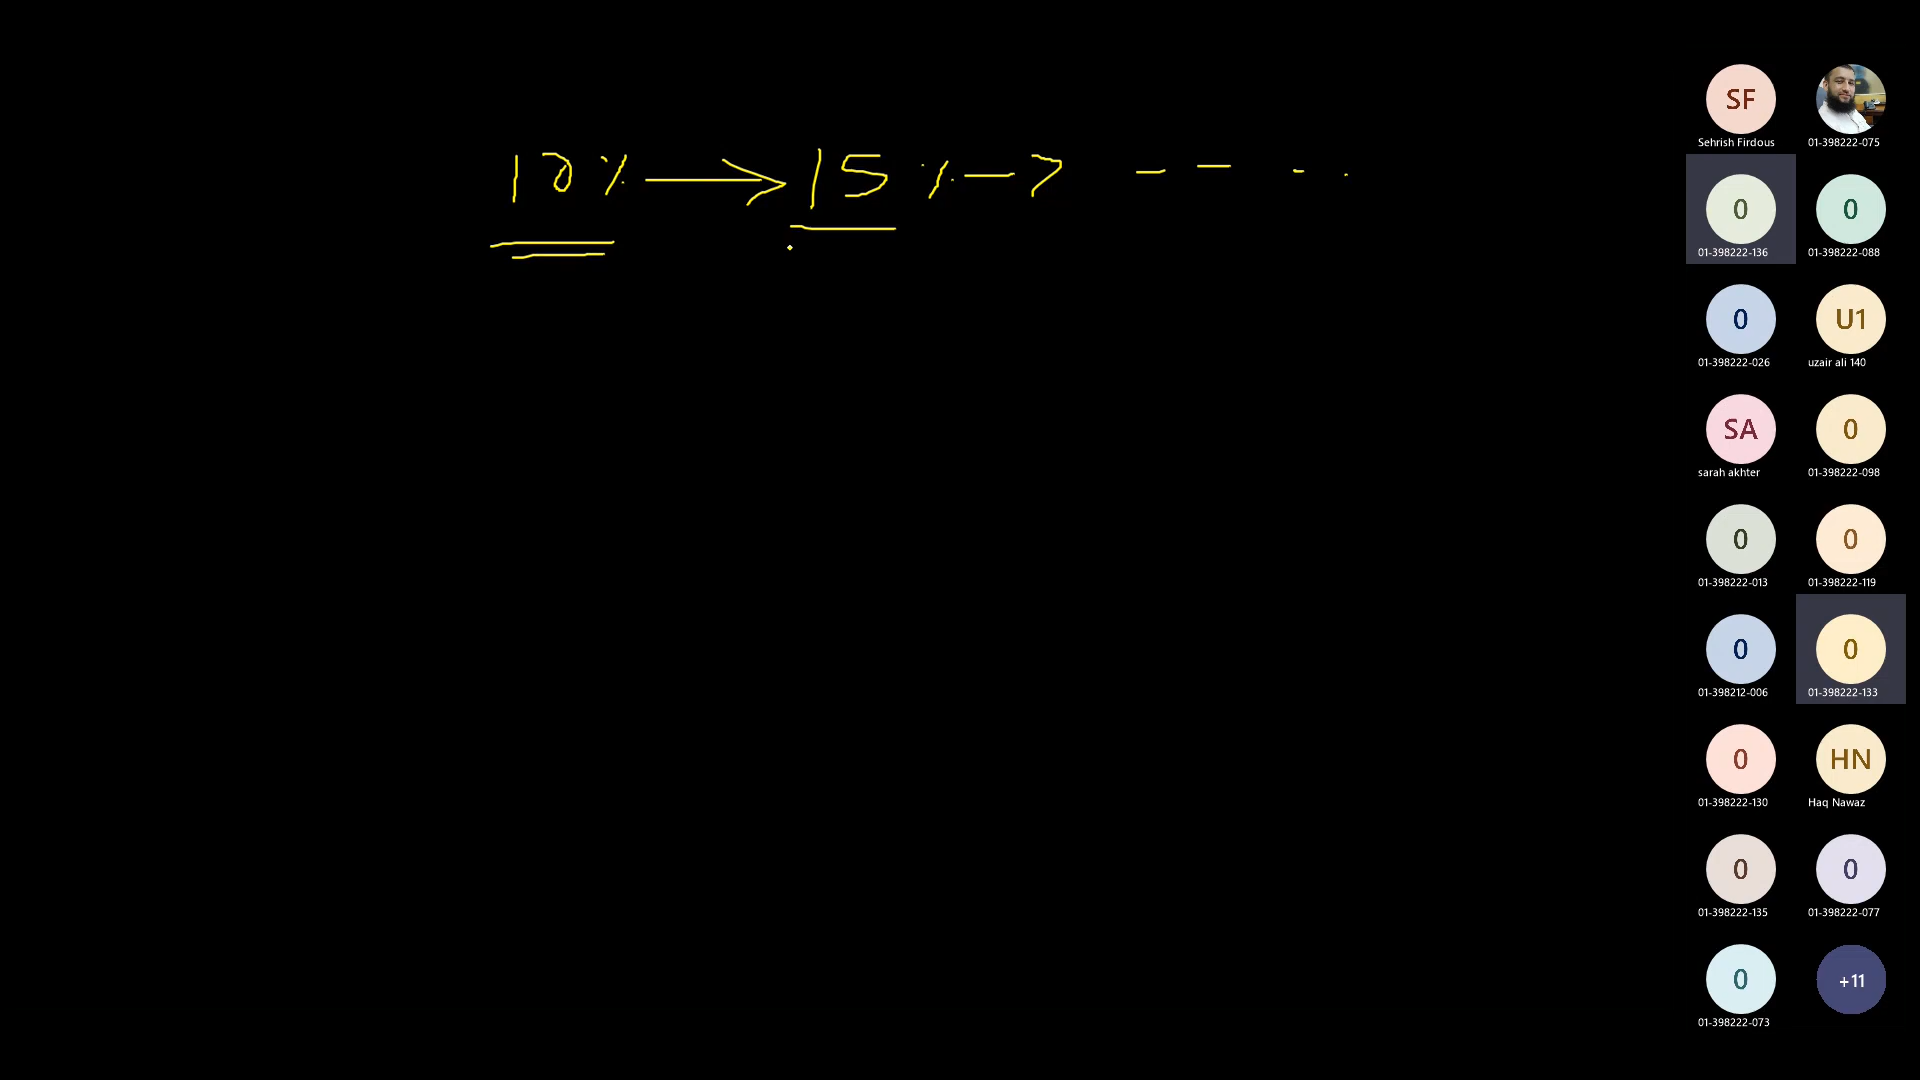 10% → 15% → - - - .
SF
Sehrish Firdous
01-398222-075
0
01-398222-136
0
01-398222-088
0
01-398222-026
U1
uzair ali 140
SA
sarah akhter
0
01-398222-098
0
01-398222-013
0
01-398222-119
0
01-398212-006
0
01-398222-133
0
01-398222-130
HN
Haq Nawaz
0
01-398222-135
0
01-398222-077
0
01-398222-073
+11